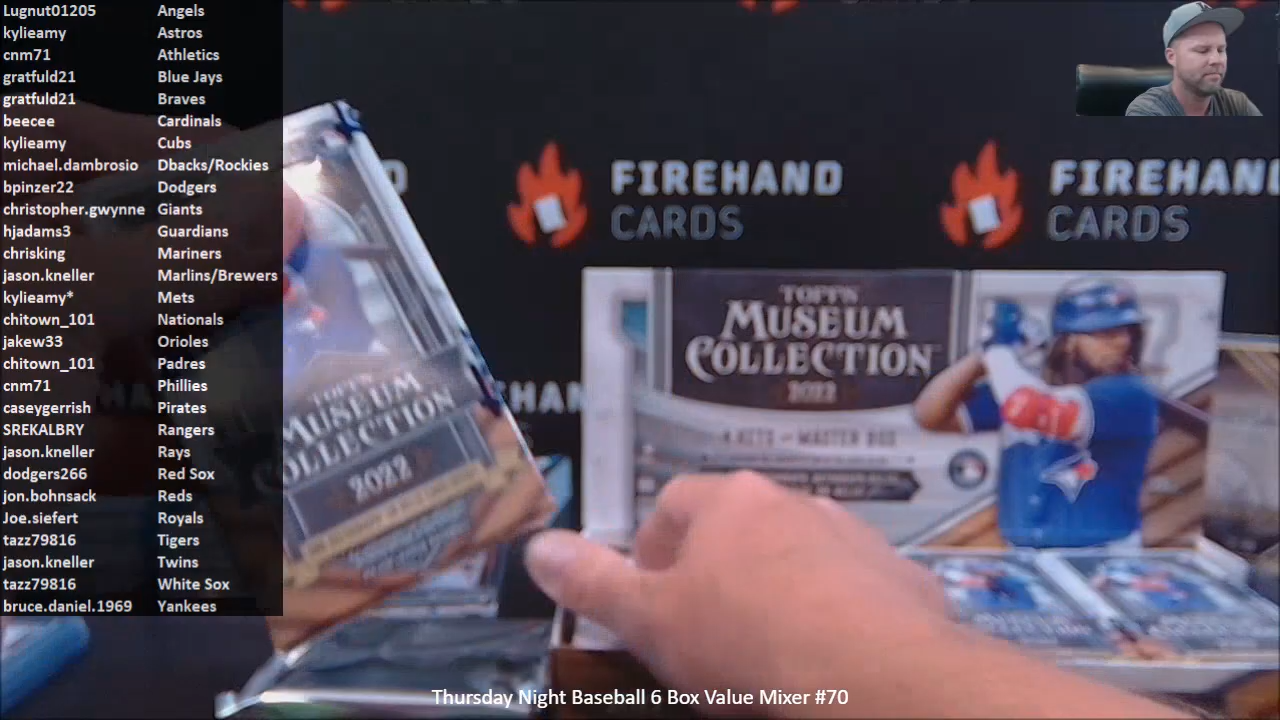 Lugnut01205 Angels
kylieamy Astros
cnm71 Athletics
gratfuld21 Blue Jays
gratfuld21 Braves
beecee Cardinals
kylieamy Cubs
michael.dambrosio Dbacks/Rockies
bpinzer22 Dodgers
christopher.gwynne Giants
hjadams3 Guardians
chrisking Mariners
jason.kneller Marlins/Brewers
kylieamy* Mets
chitown_101 Nationals
jakew33 Orioles
chitown_101 Padres
cnm71 Phillies
caseygerrish Pirates
SREKALBRY Rangers
jason.kneller Rays
dodgers266 Red Sox
jon.bohnsack Reds
Joe.siefert Royals
tazz79816 Tigers
jason.kneller Twins
tazz79816 White Sox
bruce.daniel.1969 Yankees
FIREHAND
CARDS
FIREHAND
CARDS
HAN
TOPPS
MUSEUM
COLLECTION
2022
MUSEUM
COLLECTION
2022
MASTER BOX
Thursday Night Baseball 6 Box Value Mixer #70